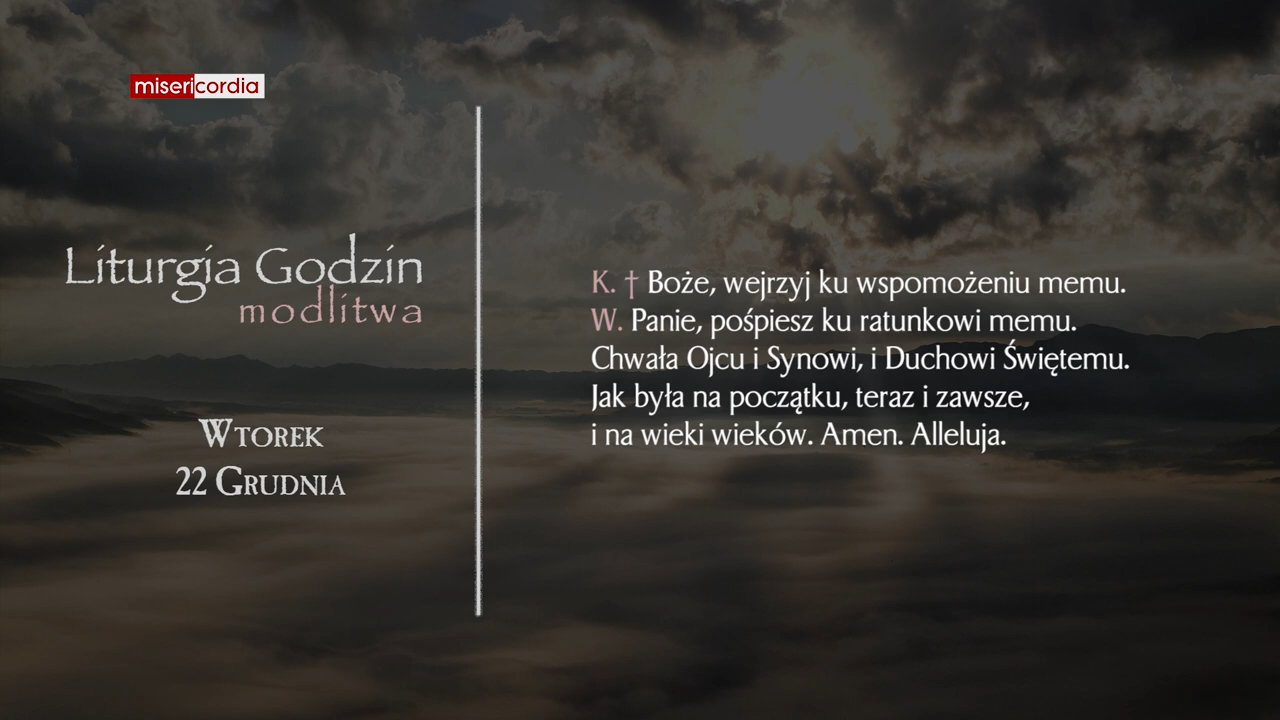 misericordia
Liturgia Godzin
modlitwa
Wtorek
22 Grudnia
K. † Boże, wejrzyj ku wspomożeniu memu.
W. Panie, pośpiesz ku ratunkowi memu.
Chwała Ojcu i Synowi, i Duchowi Świętemu.
Jak była na początku, teraz i zawsze,
i na wieki wieków. Amen. Alleluja.